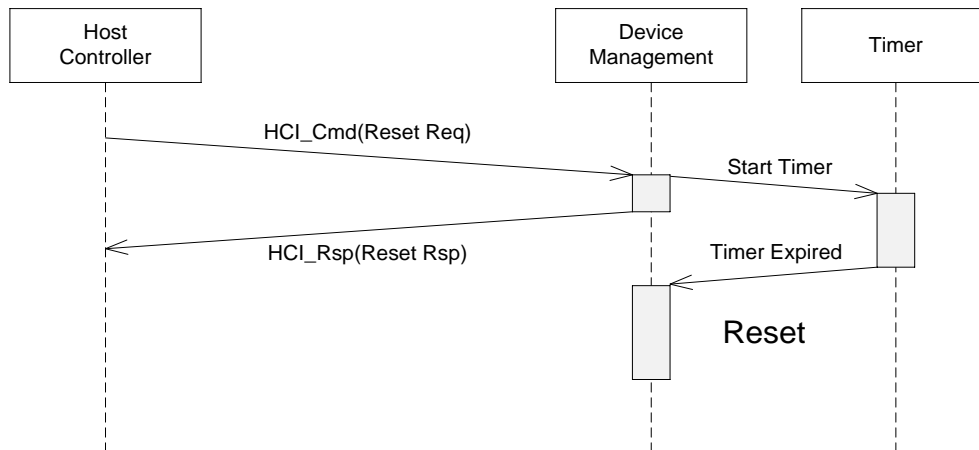 Host
Controller
Device
Management
Timer
HCI_Cmd(Reset Req)
Start Timer
HCI_Rsp(Reset Rsp)
Timer Expired
Reset